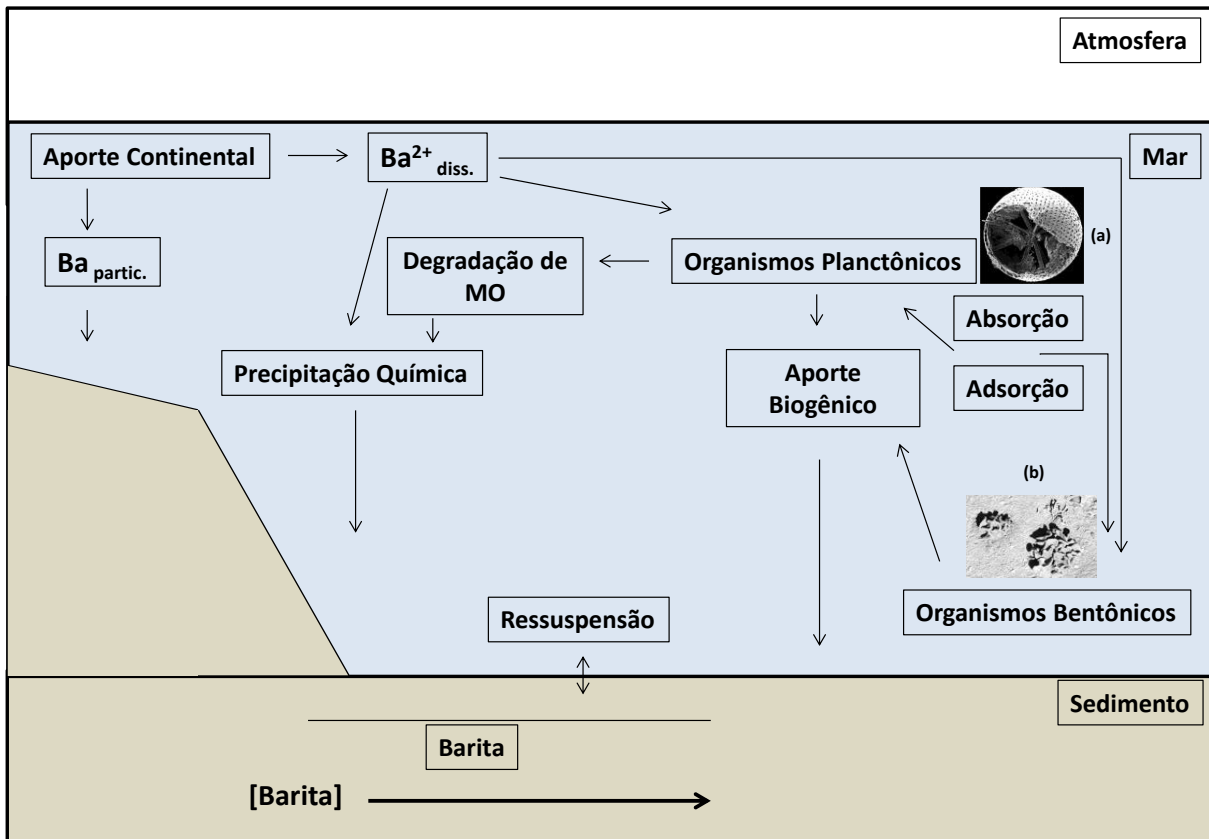 Atmosfera
Aporte Continental
Ba2+ diss.
Mar
Ba partic.
Degradação de
MO
Organismos Planctônicos
(a)
Absorção
Precipitação Química
Aporte
Biogênico
Adsorção
(b)
Ressuspensão
Organismos Bentônicos
Sedimento
Barita
[Barita]